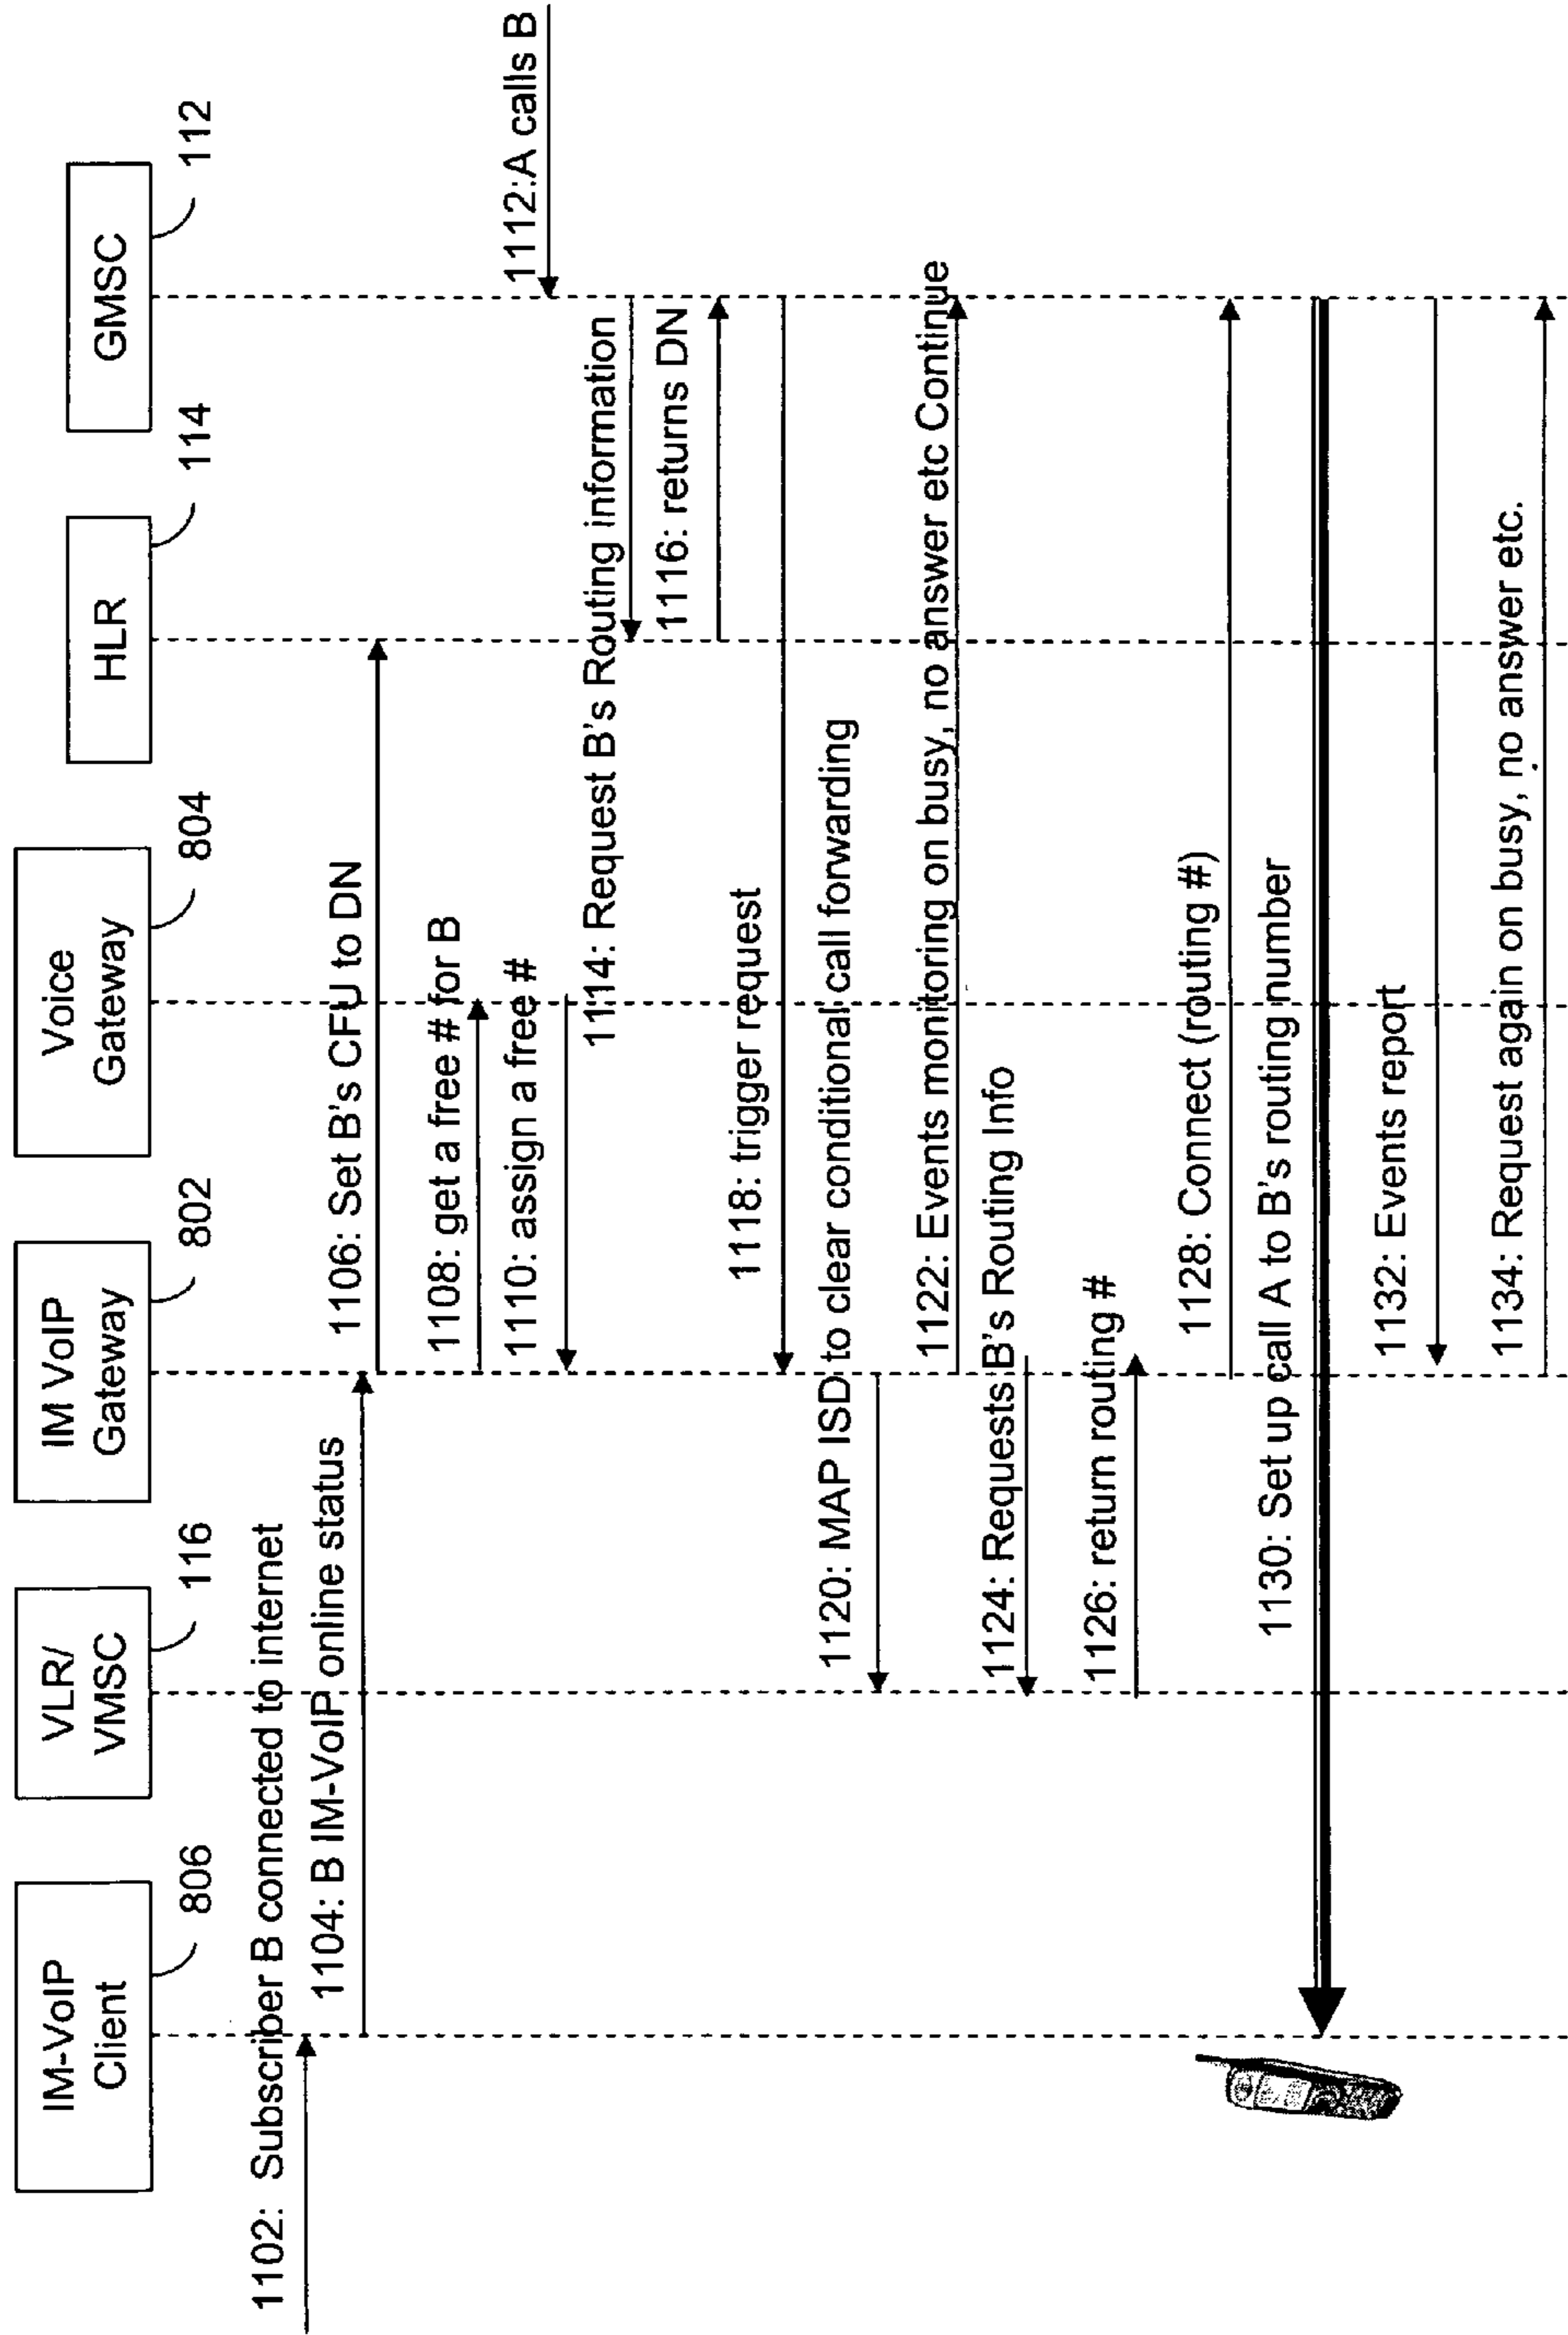 IM-VoIP
Client
806
VLR/
VMSC
116
IM VoIP
Gateway
802
Voice
Gateway
804
HLR
114
GMSC
112
1102: Subscriber B connected to internet
1104: B IM-VoIP online status
1106: Set B's CFU to DN
1108: get a free # for B
1110: assign a free #
1112:A calls B
1114: Request B's Routing information
1116: returns DN
1118: trigger request
1120: MAP ISD to clear conditional call forwarding
1122: Events monitoring on busy, no answer etc Continue
1124: Requests B's Routing Info
1126: return routing #
1128: Connect (routing #)
1130: Set up call A to B's routing number
1132: Events report
1134: Request again on busy, no answer etc.